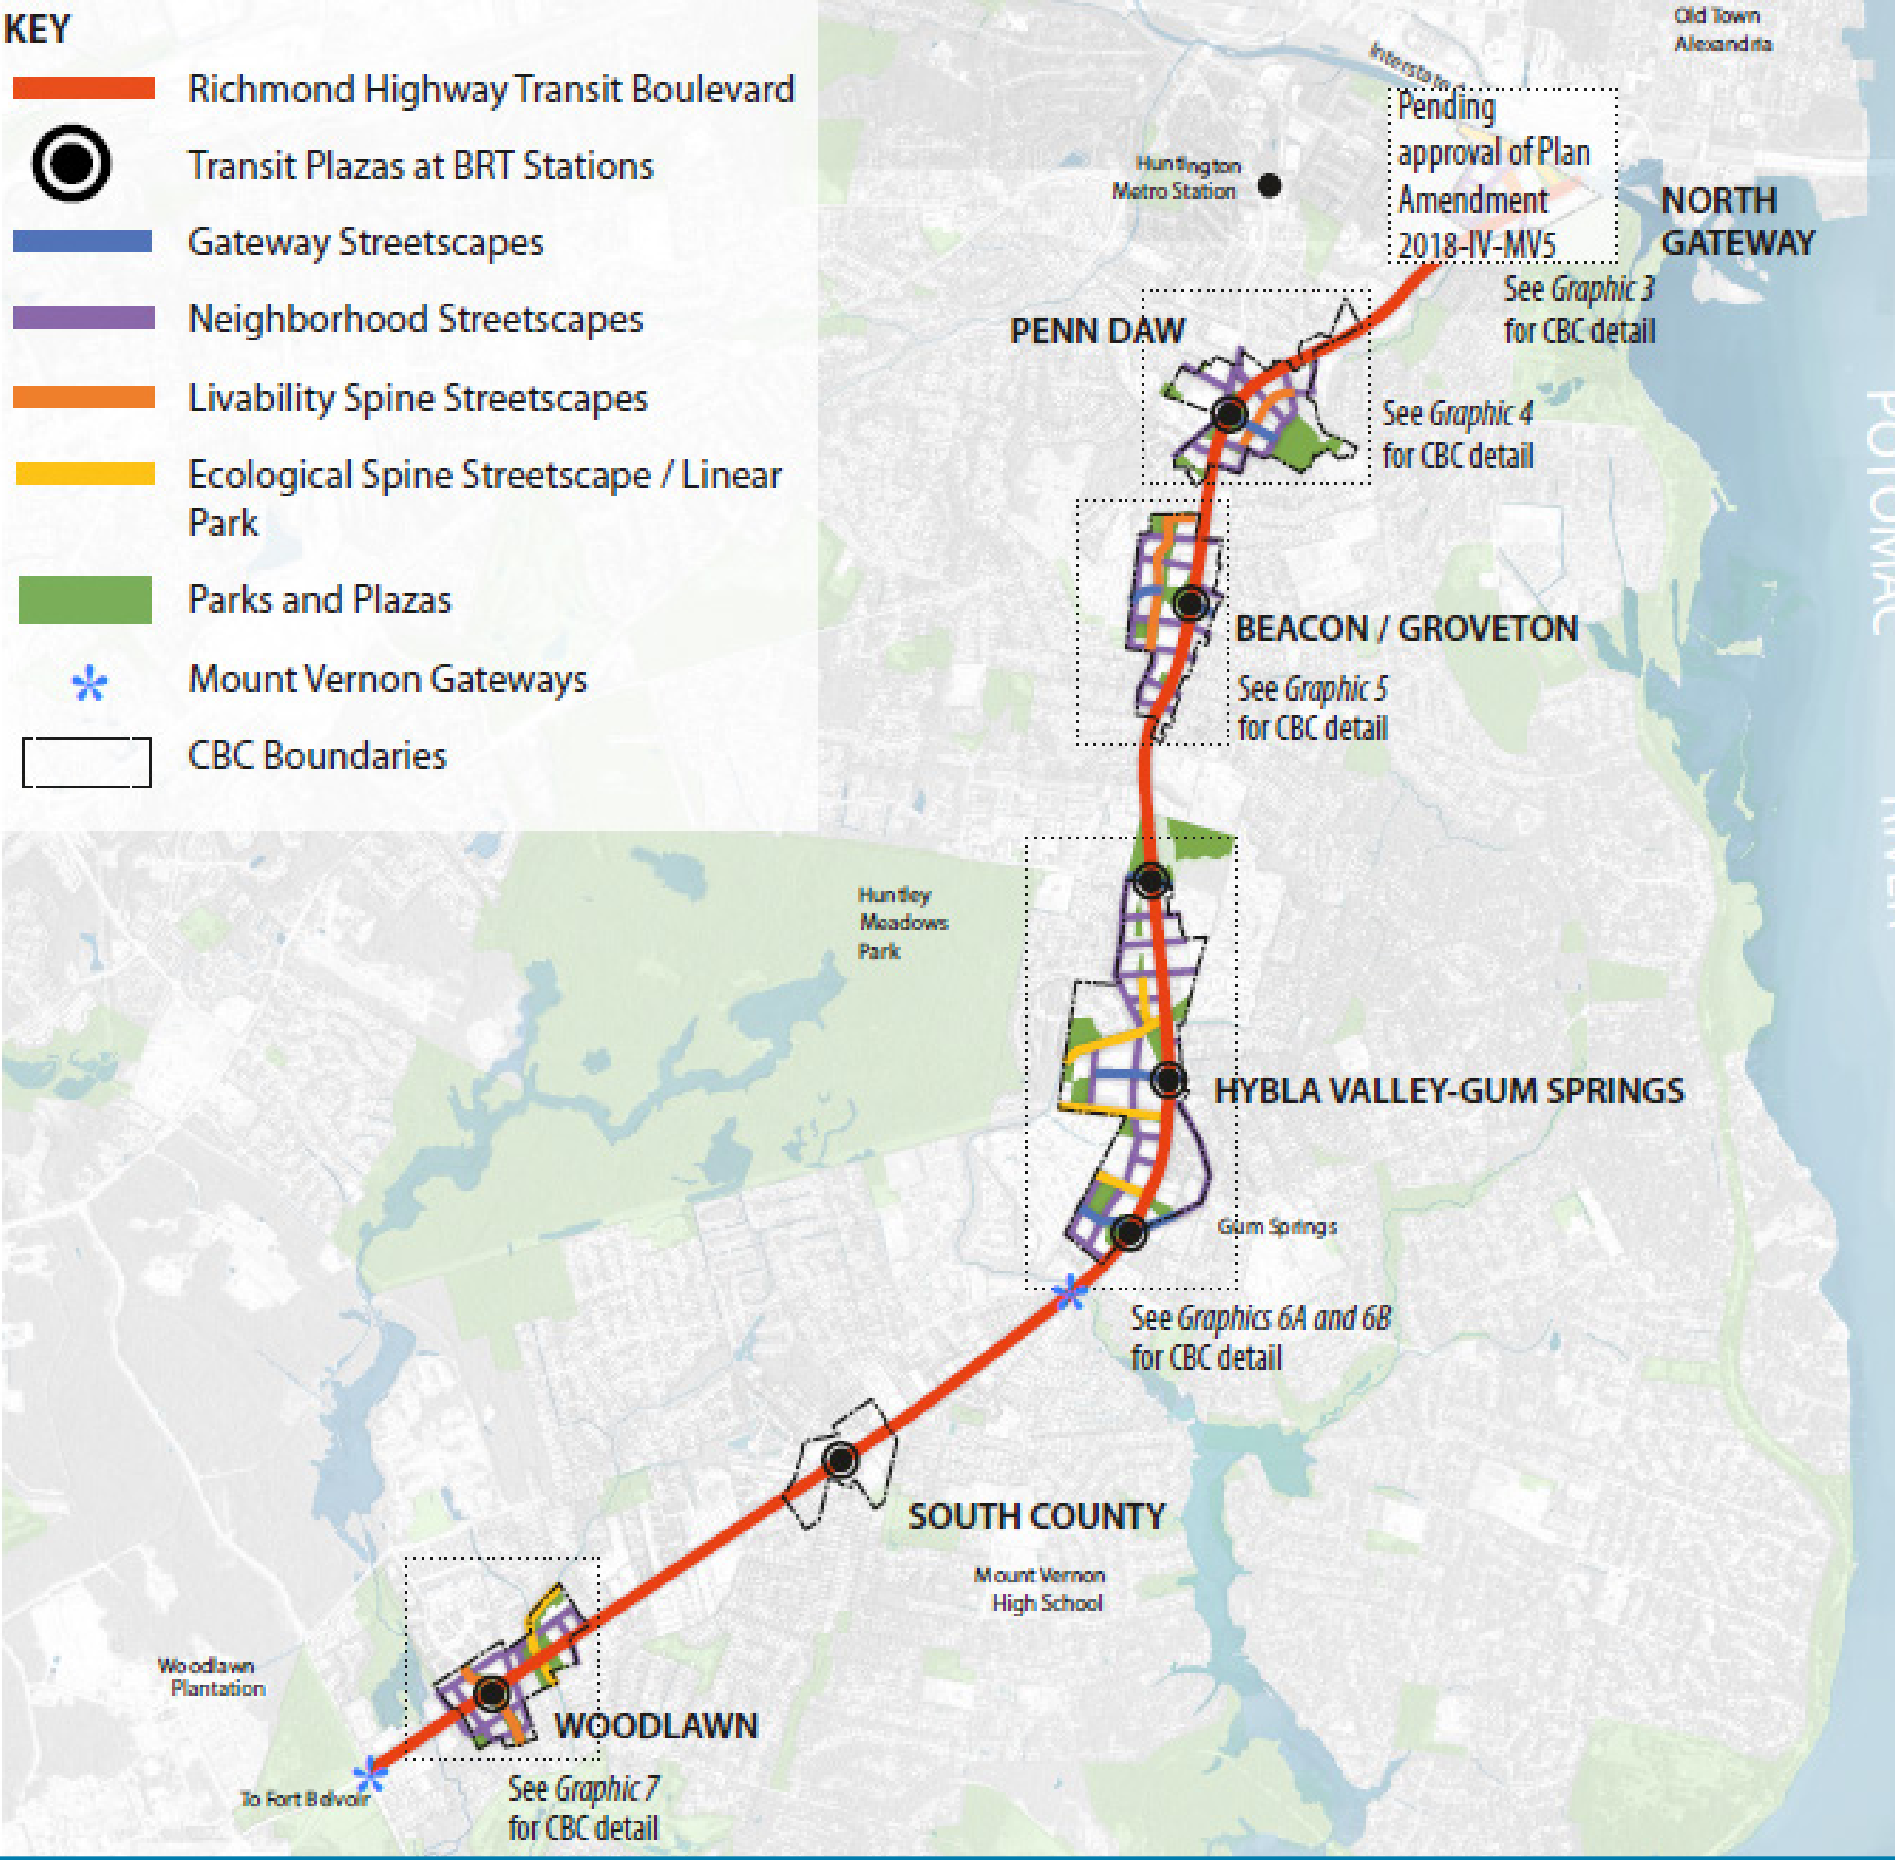 KEY
Richmond Highway Transit Boulevard
Transit Plazas at BRT Stations
Gateway Streetscapes
Neighborhood Streetscapes
Livability Spine Streetscapes
Ecological Spine Streetscape / Linear
Park
Parks and Plazas
Mount Vernon Gateways
CBC Boundaries
Old Town
Alexandria
Pending
approval of Plan
Amendment
2018-IV-MV5
Huntington
Metro Station
NORTH
GATEWAY
See Graphic 3
for CBC detail
PENN DAW
See Graphic 4
for CBC detail
POTOMAC
BEACON / GROVETON
See Graphic 5
for CBC detail
Huntley
Meadows
Park
HYBLA VALLEY-GUM SPRINGS
Gum Springs
See Graphics 6A and 6B
for CBC detail
SOUTH COUNTY
Mount Vernon
High School
Woodlawn
Plantation
WOODLAWN
To Fort Belvoir
See Graphic 7
for CBC detail